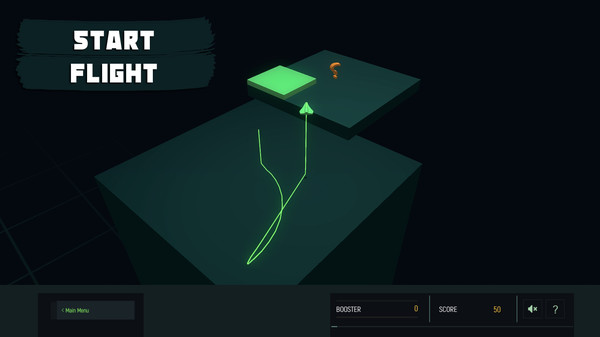 START
FLIGHT
?
< Main Menu
BOOSTER 0
SCORE 50
?